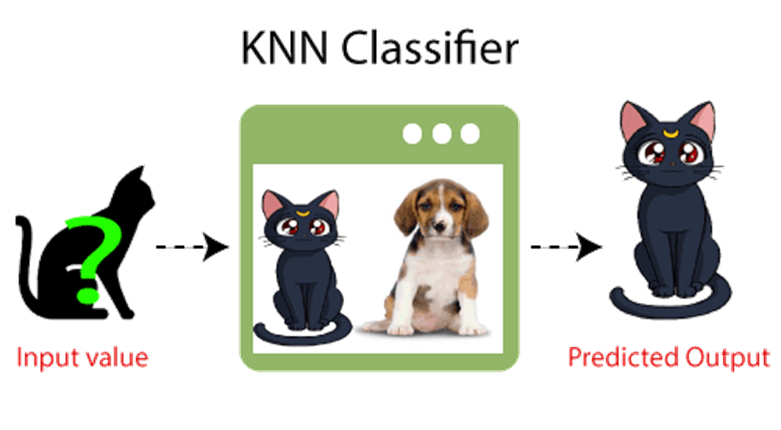 KNN Classifier
?
Input value
Predicted Output